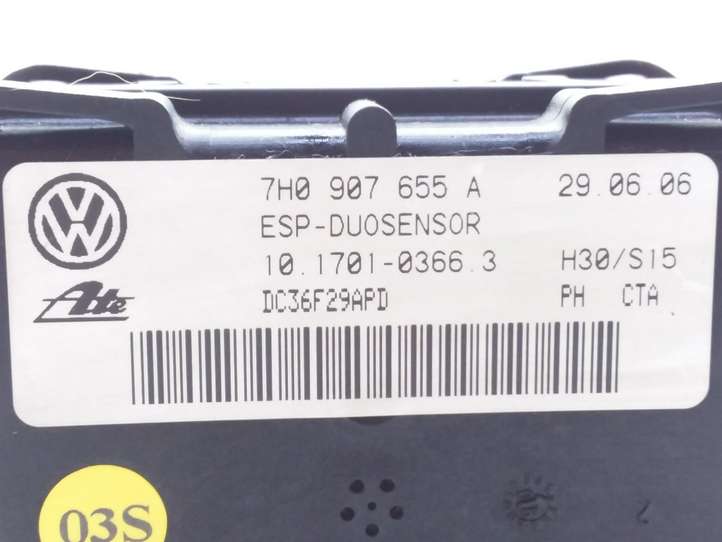 7H0 907 655 A 29.06.06
ESP-DUOSENSOR
10.1701-0366.3 H30/S15
Ate DC36F29APD PH CTA
03S
2